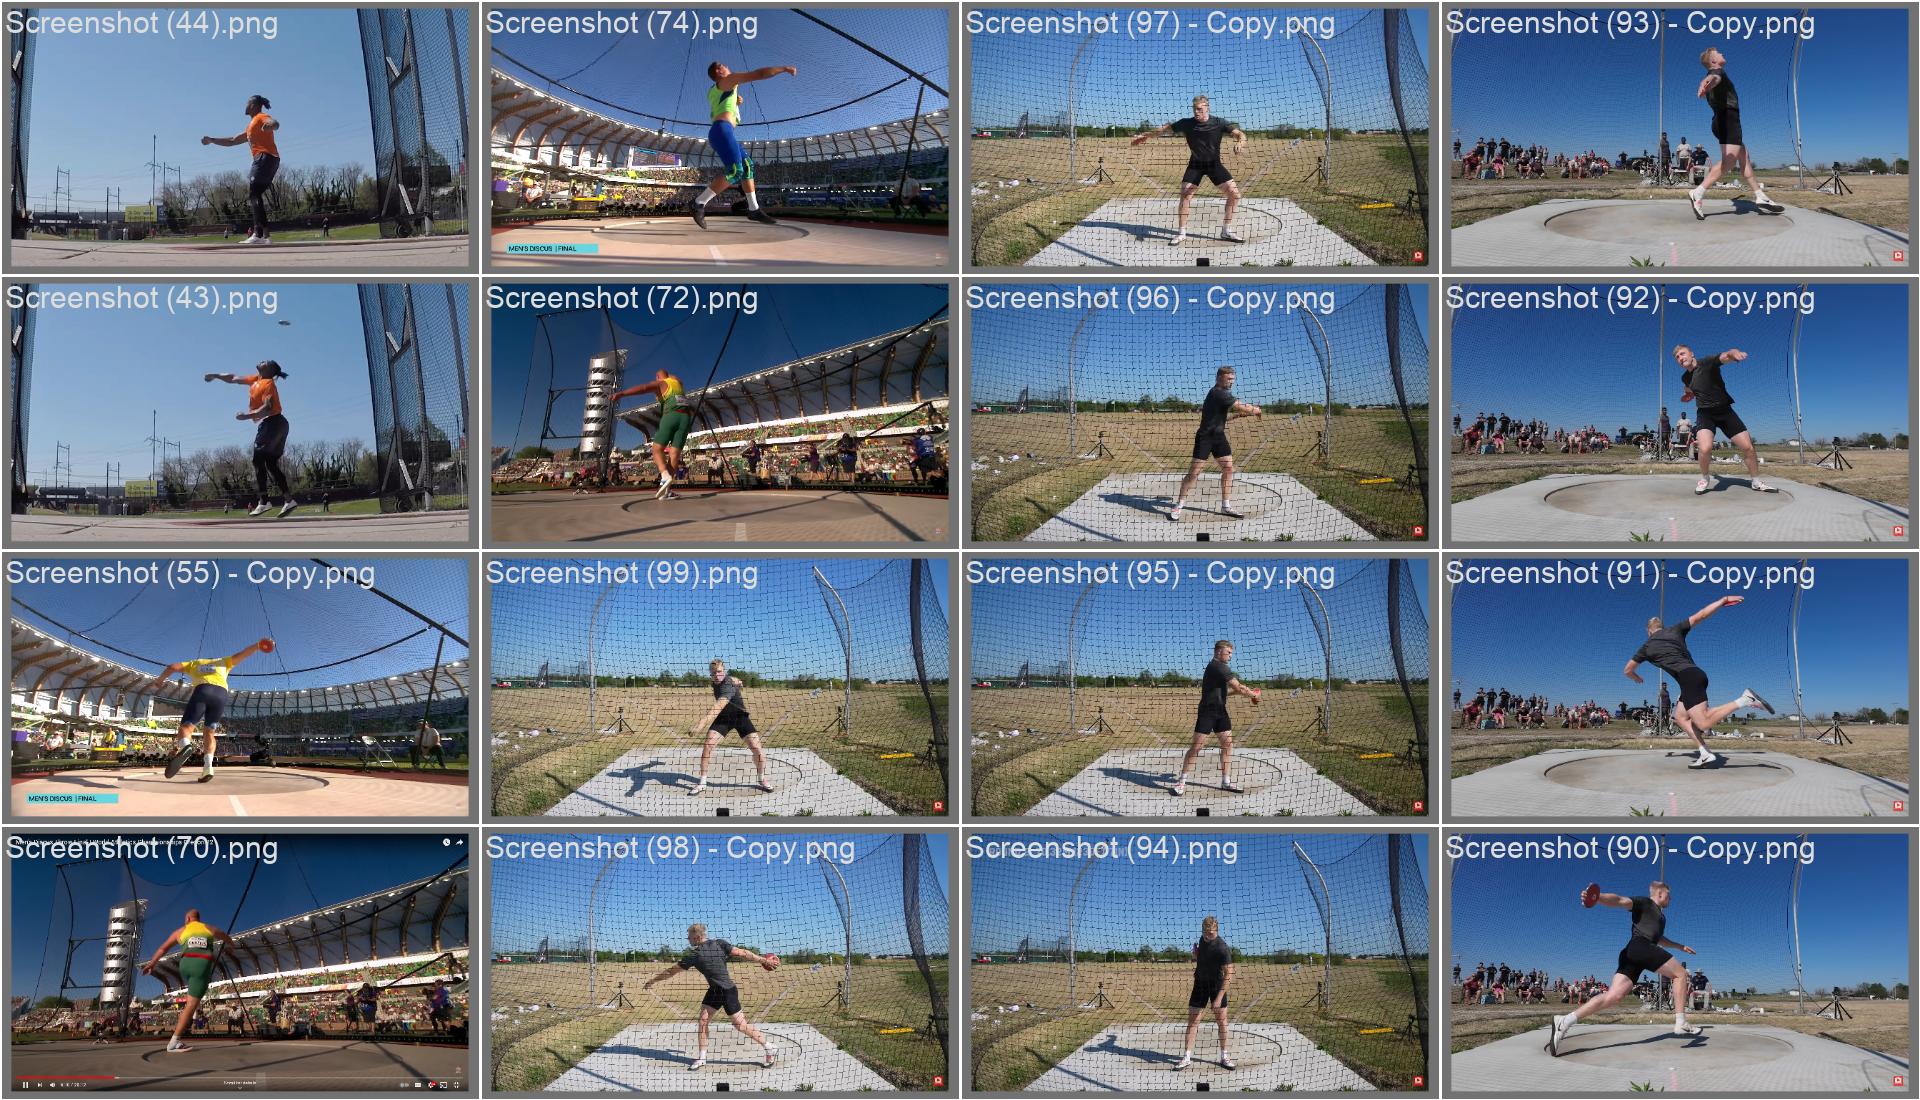 Screenshot (44).png
Screenshot (74).png
MEN'S DISCUS | FINAL
Screenshot (97) - Copy.png
Screenshot (93) - Copy.png
Screenshot (43).png
Screenshot (72).png
Screenshot (96) - Copy.png
Screenshot (92) - Copy.png
Screenshot (55) - Copy.png
MEN'S DISCUS | FINAL
Screenshot (99).png
Screenshot (95) - Copy.png
Screenshot (91) - Copy.png
Screenshot (70).png
Screenshot (98) - Copy.png
Screenshot (94).png
Screenshot (90) - Copy.png